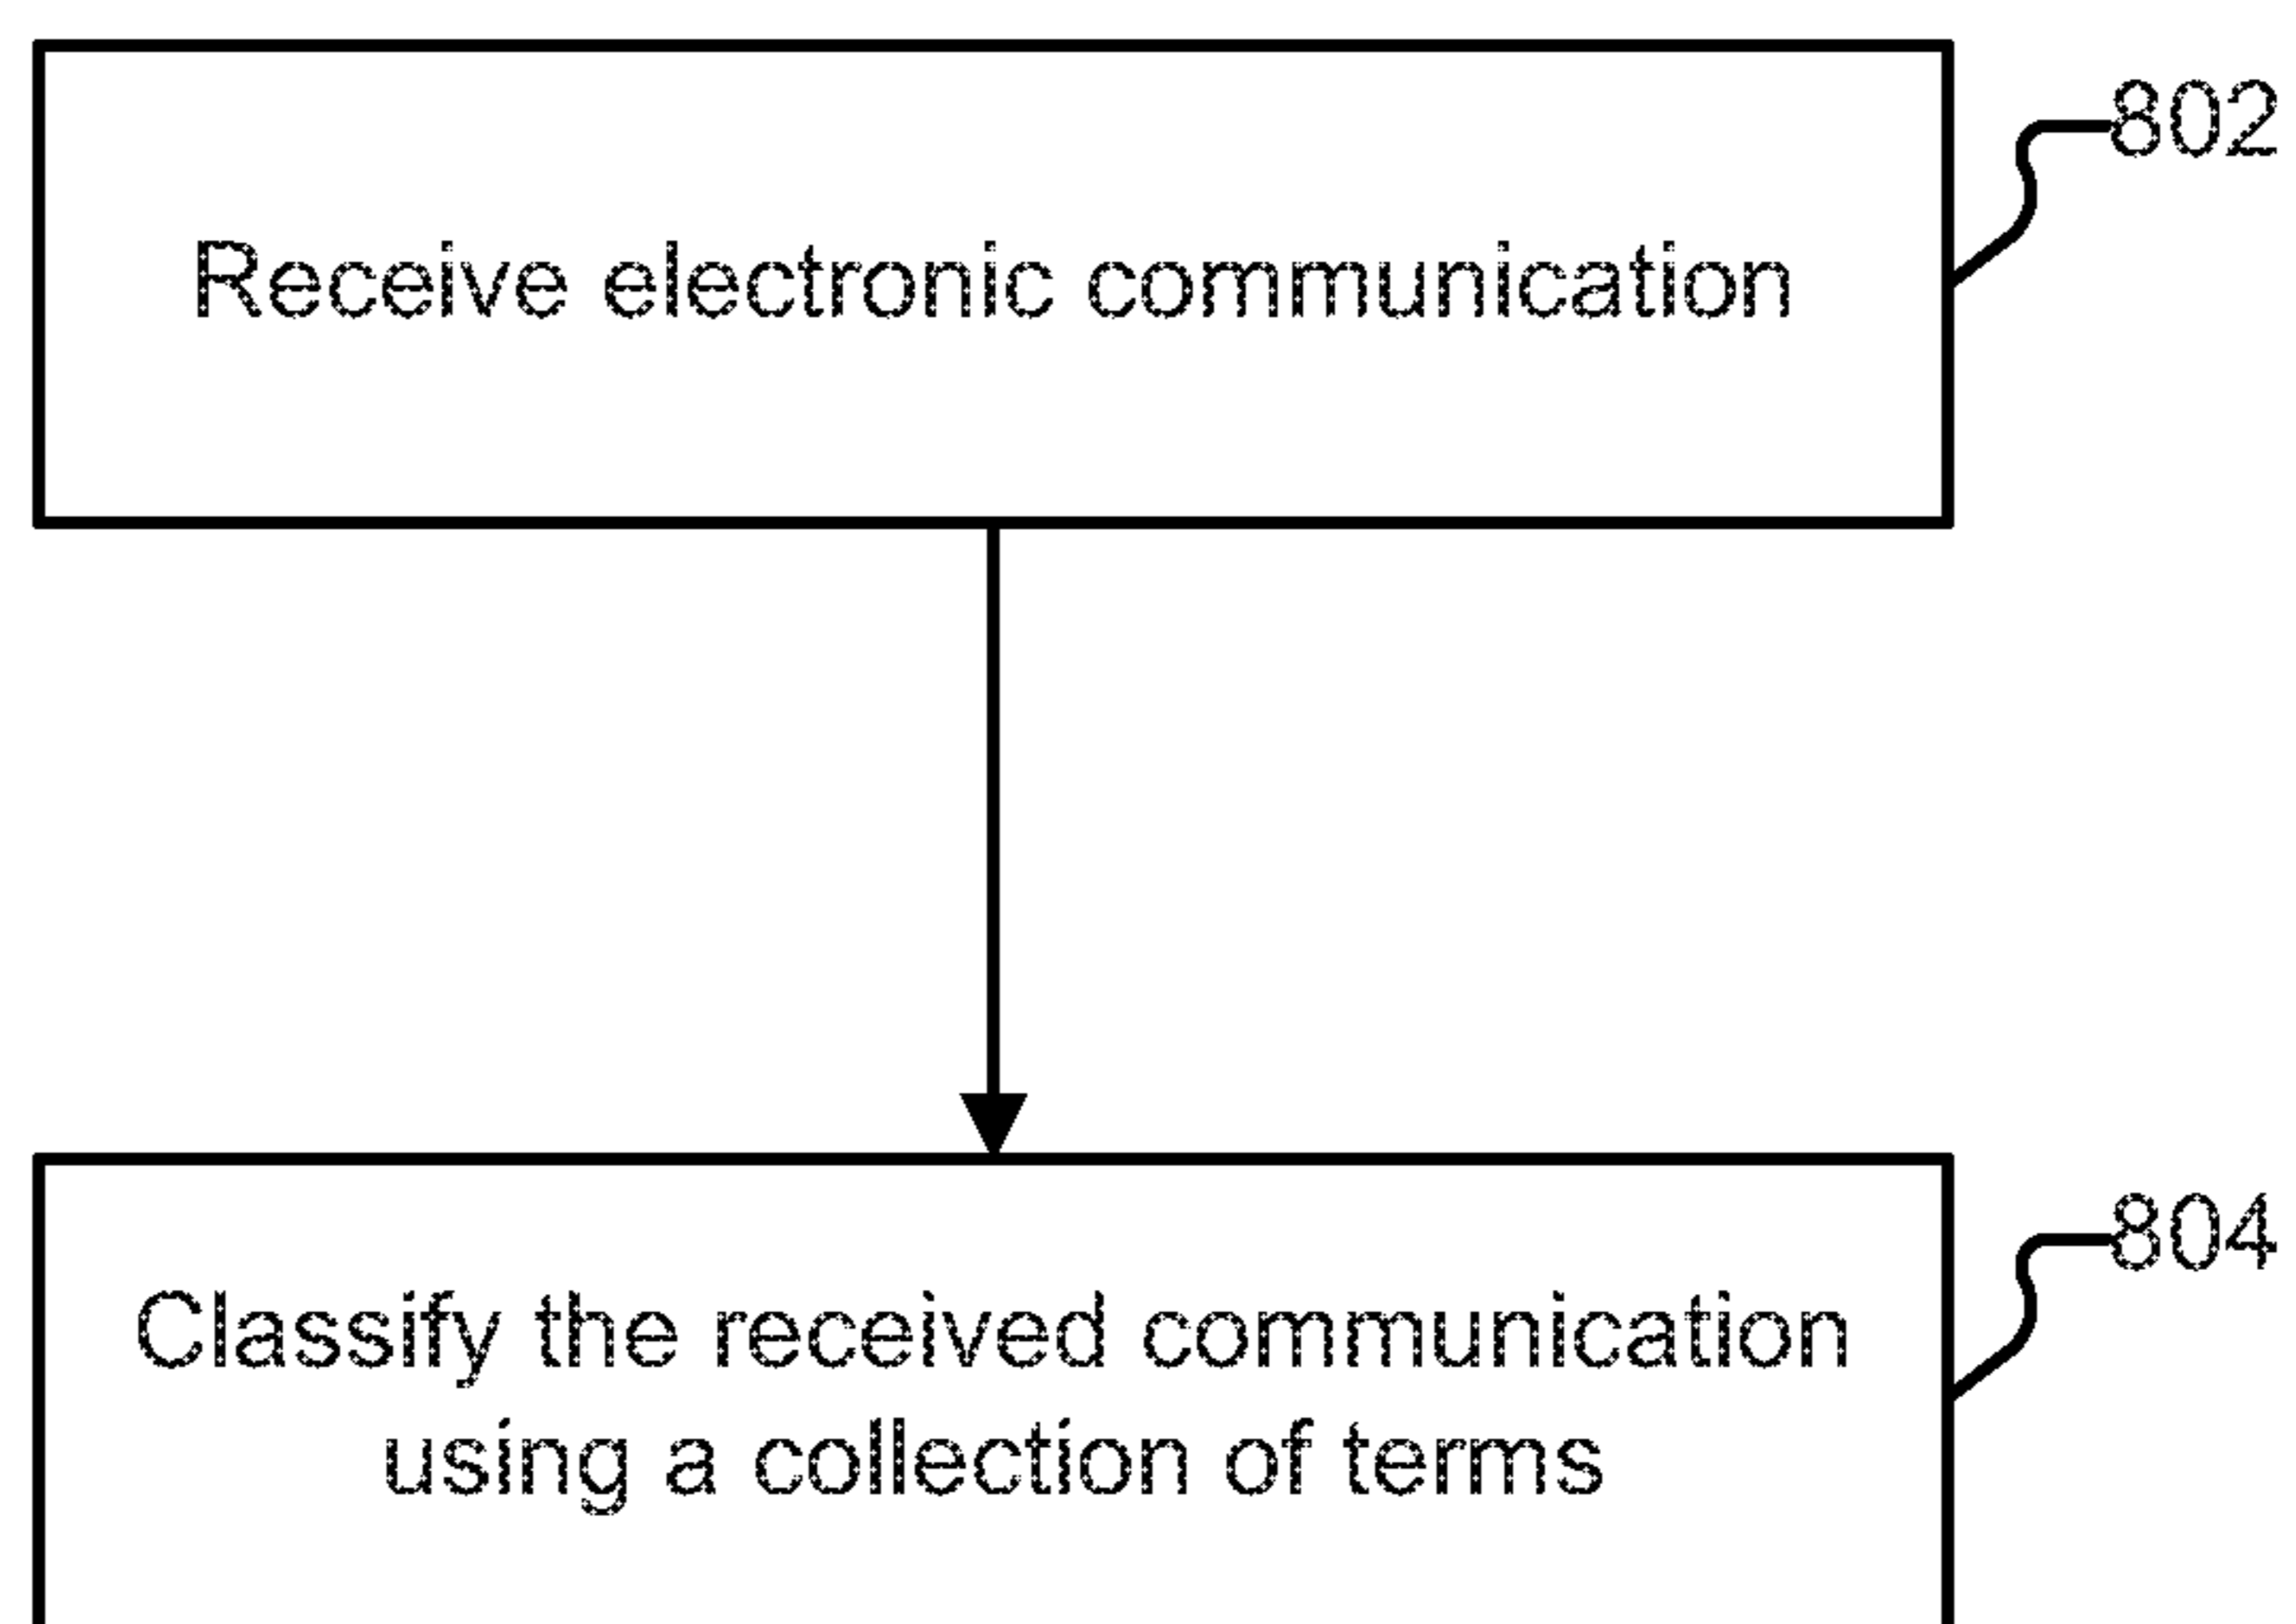 802
Receive electronic communication
804
Classify the received communication
using a collection of terms